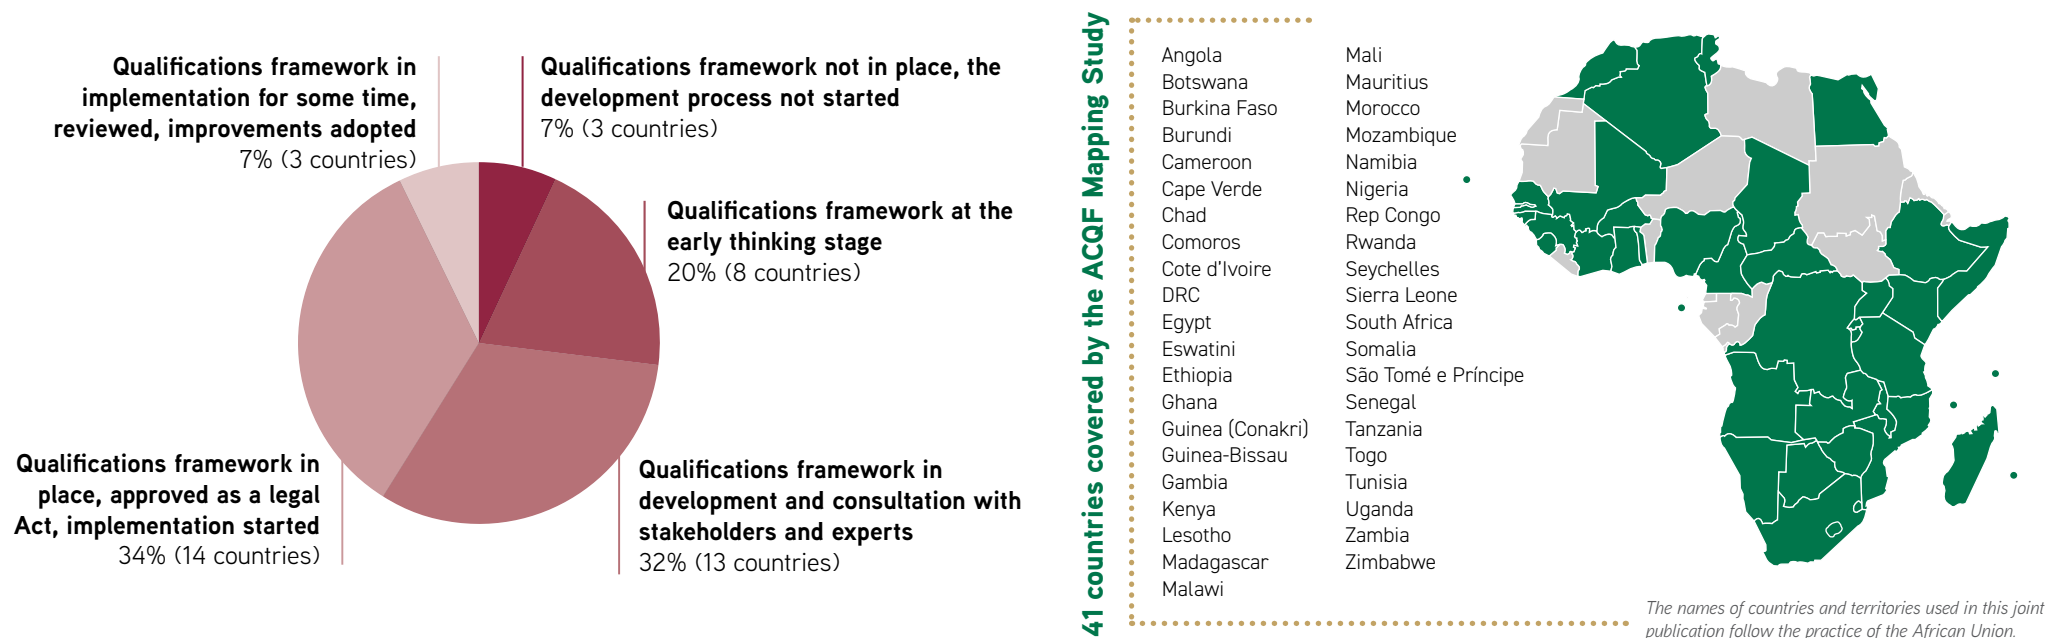 Qualifications framework in
implementation for some time,
reviewed, improvements adopted
7% (3 countries)
Qualifications framework not in place, the
development process not started
7% (3 countries)
Qualifications framework at the
early thinking stage
20% (8 countries)
Qualifications framework in
place, approved as a legal
Act, implementation started
34% (14 countries)
Qualifications framework in
development and consultation with
stakeholders and experts
32% (13 countries)
41 countries covered by the ACQF Mapping Study
Angola
Botswana
Burkina Faso
Burundi
Cameroon
Cape Verde
Chad
Comoros
Cote d'Ivoire
DRC
Egypt
Eswatini
Ethiopia
Ghana
Guinea (Conakri)
Guinea-Bissau
Gambia
Kenya
Lesotho
Madagascar
Malawi
Mali
Mauritius
Morocco
Mozambique
Namibia
Nigeria
Rep Congo
Rwanda
Seychelles
Sierra Leone
South Africa
Somalia
São Tomé e Príncipe
Senegal
Tanzania
Togo
Tunisia
Uganda
Zambia
Zimbabwe
The names of countries and territories used in this joint
publication follow the practice of the African Union.